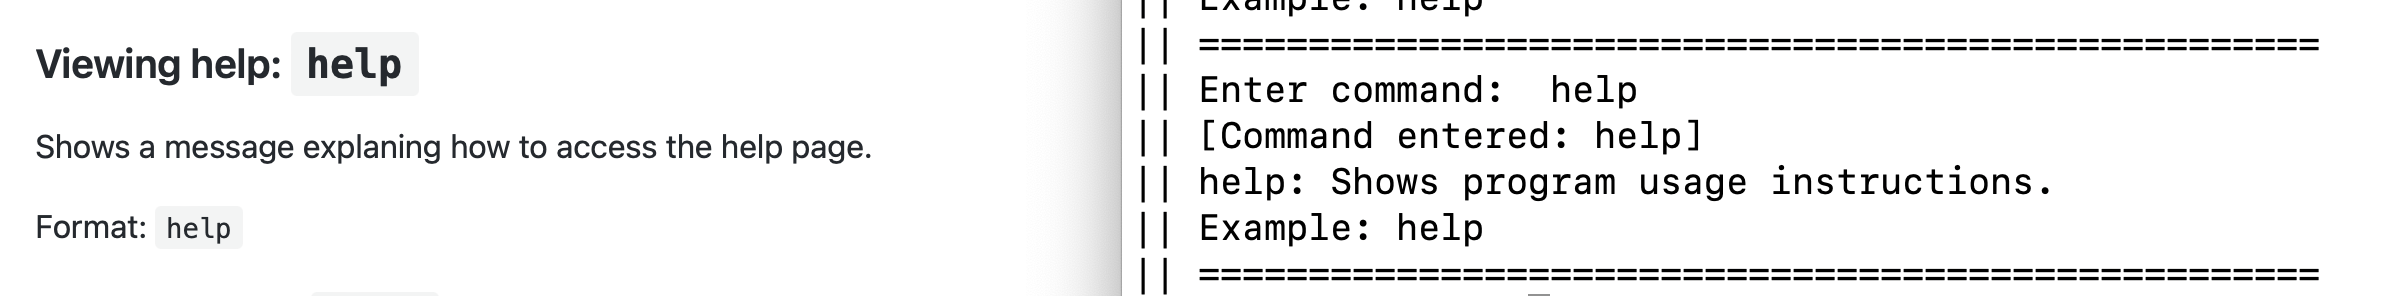 Viewing help: help
Shows a message explaning how to access the help page.
Format: help
|| Example: help
|| ===================================================
|| Enter command:  help
|| [Command entered: help]
|| help: Shows program usage instructions.
|| Example: help
|| ===================================================